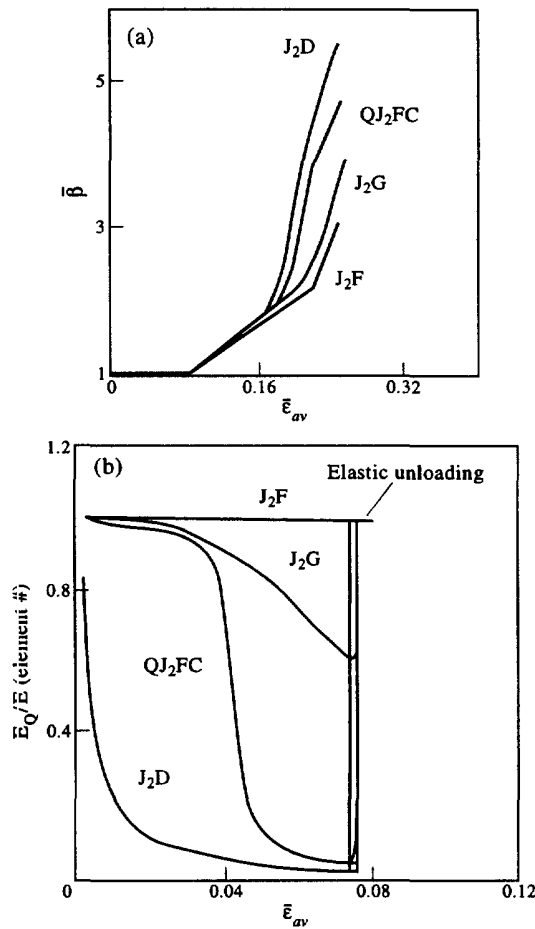 (a)
J₂D
5
QJ₂FC
J₂G
β̄
3
J₂F
1
0 0.16 0.32
ε̄av
1.2
(b)
Elastic unloading
J₂F
J₂G
0.8
E̅Q/E (element #)
QJ₂FC
0.4
J₂D
0 0.04 0.08 0.12
ε̄av